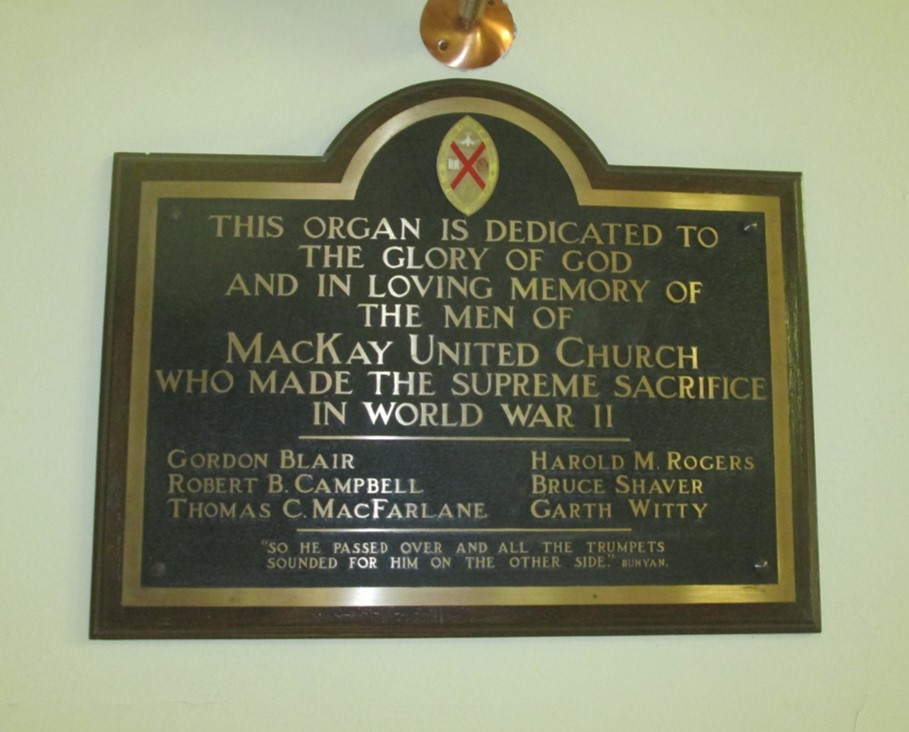 THIS ORGAN IS DEDICATED TO
THE GLORY OF GOD
AND IN LOVING MEMORY OF
THE MEN OF
MACKAY UNITED CHURCH
WHO MADE THE SUPREME SACRIFICE
IN WORLD WAR II
GORDON BLAIR
ROBERT B. CAMPBELL
THOMAS C. MACFARLANE
HAROLD M. ROGERS
BRUCE SHAVER
GARTH WITTY
"SO HE PASSED OVER AND ALL THE TRUMPETS
SOUNDED FOR HIM ON THE OTHER SIDE." BUNYAN.